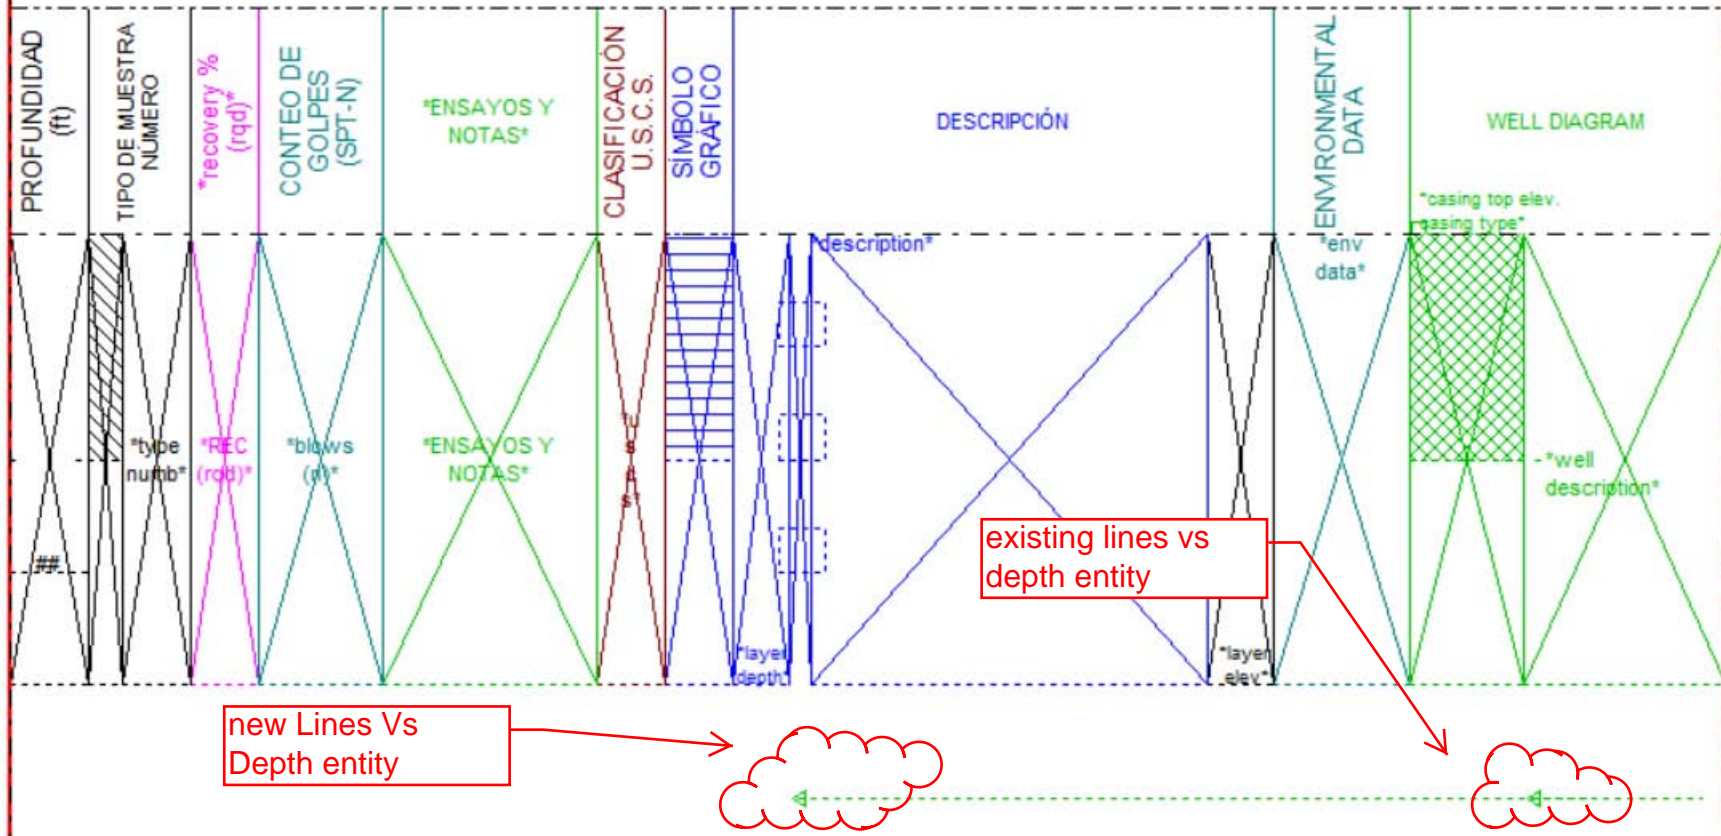 PROFUNDIDAD
(ft)
TIPO DE MUESTRA
NÚMERO
*recovery %
(rqd)*
CONTEO DE
GOLPES
(SPT-N)
*ENSAYOS Y
NOTAS*
CLASIFICACIÓN
U.S.C.S.
SÍMBOLO
GRÁFICO
DESCRIPCIÓN
ENVIRONMENTAL
DATA
WELL DIAGRAM
*casing top elev.
casing type*
*description*
*env
data*
*type
numb*
*REC
(rqd)*
*blows
(n)*
*ENSAYOS Y
NOTAS*
*well
description*
##
existing lines vs
depth entity
*layer
depth*
*layer
elev*
new Lines Vs
Depth entity